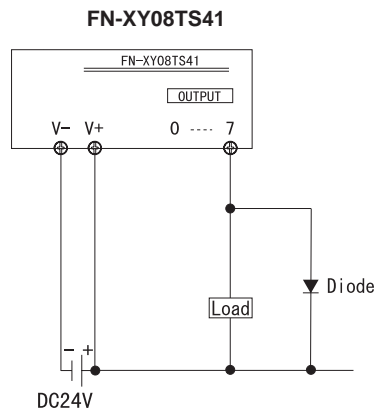 FN-XY08TS41
FN-XY08TS41
OUTPUT
V- V+ 0 ---- 7
Diode
Load
- +
DC24V